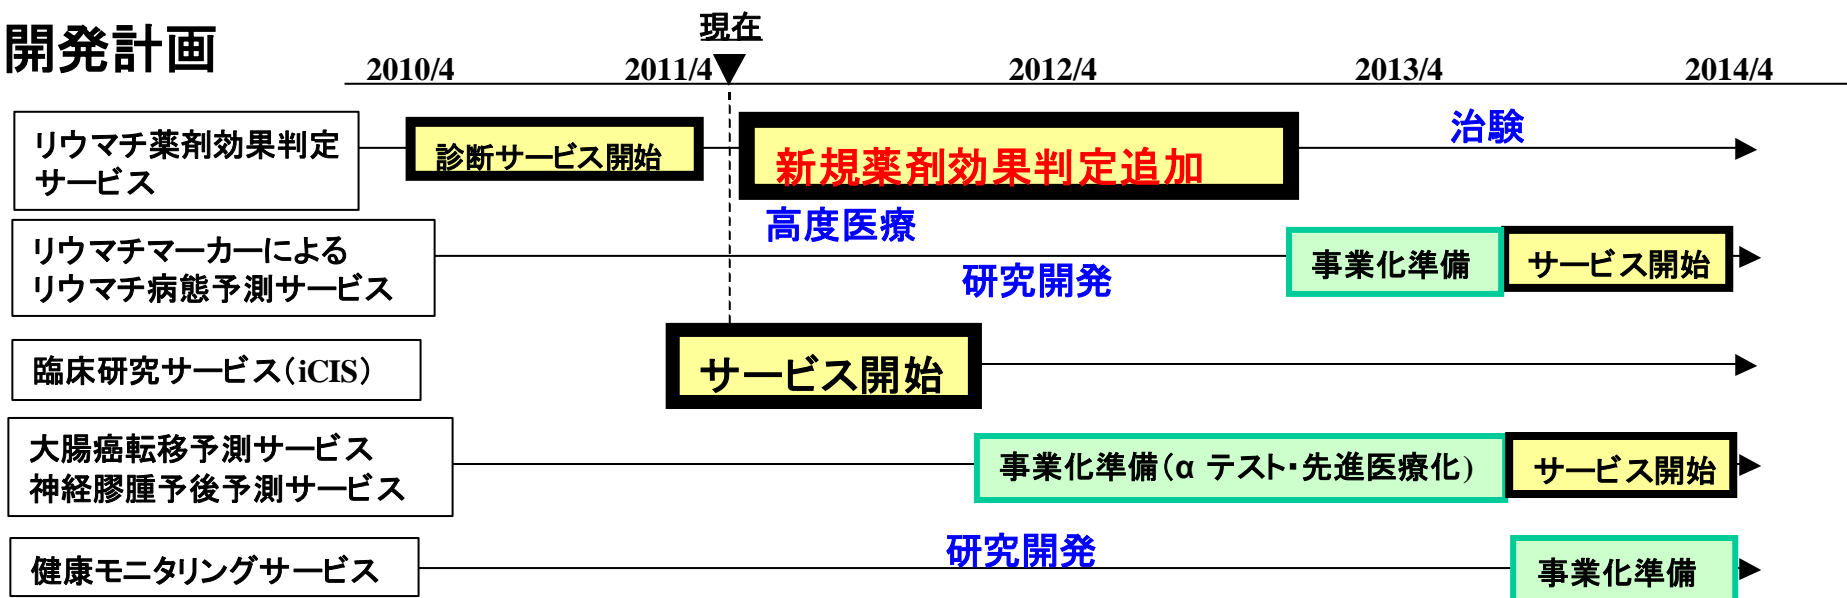 開発計画
現在
2010/4 2011/4 2012/4 2013/4 2014/4
リウマチ薬剤効果判定
サービス
診断サービス開始
新規薬剤効果判定追加
治験
高度医療
リウマチマーカーによる
リウマチ病態予測サービス
研究開発
事業化準備
サービス開始
臨床研究サービス(iCIS)
サービス開始
大腸癌転移予測サービス
神経膠腫予後予測サービス
事業化準備(α テスト・先進医療化)
サービス開始
健康モニタリングサービス
研究開発
事業化準備